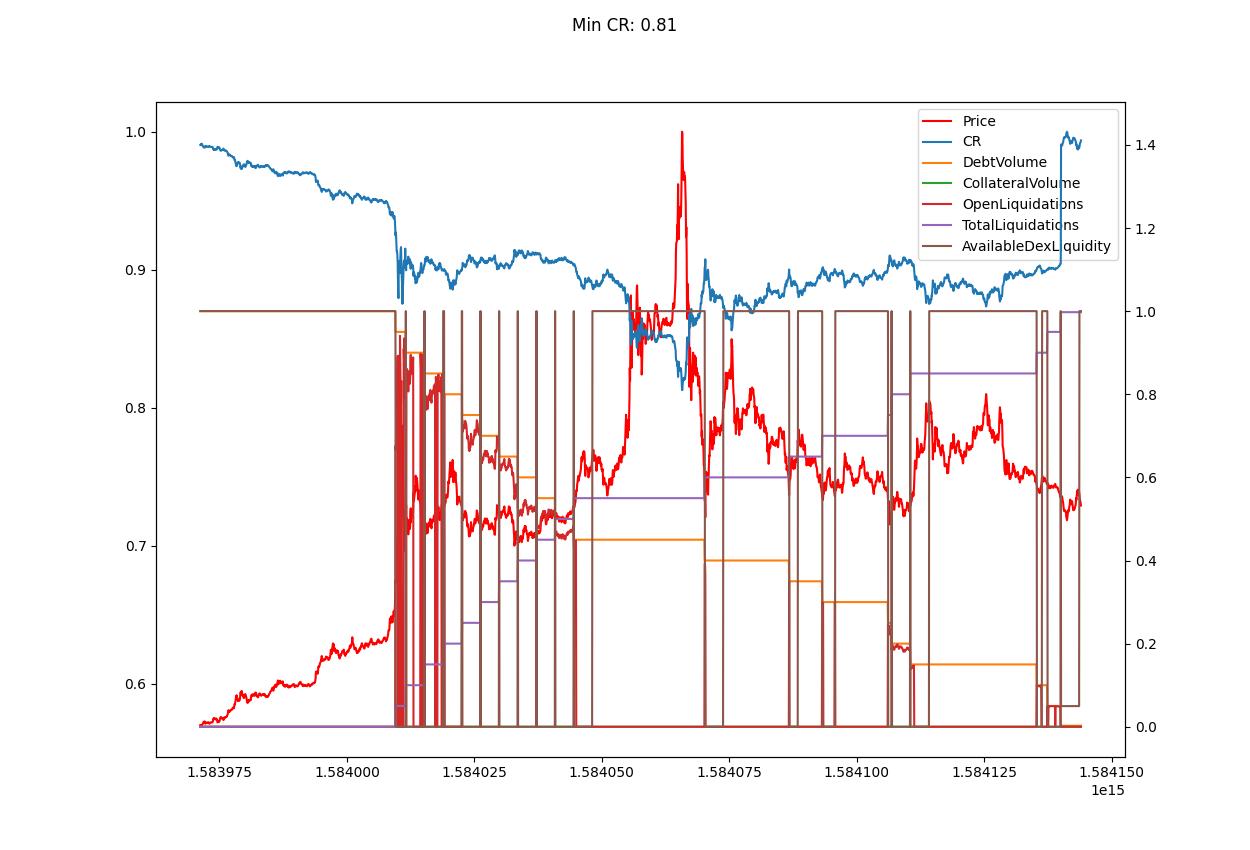 Min CR: 0.81
1.0
0.9
0.8
0.7
0.6
1.4
1.2
1.0
0.8
0.6
0.4
0.2
0.0
Price
CR
DebtVolume
CollateralVolume
OpenLiquidations
TotalLiquidations
AvailableDexLiquidity
1.583975
1.584000
1.584025
1.584050
1.584075
1.584100
1.584125
1.584150
1e15